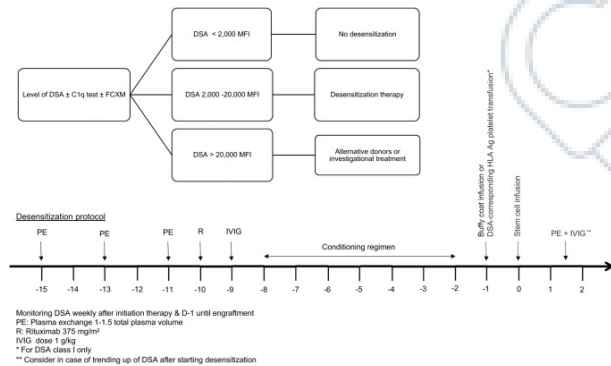 DSA < 2,000 MFI
No desensitization
Level of DSA ± C1q test ± FCXM
DSA 2,000 -20,000 MFI
Desensitization therapy
DSA > 20,000 MFI
Alternative donors or
investigational treatment
Buffy coat infusion or
DSA-corresponding HLA Ag platelet transfusion*
Stem cell infusion
Desensitization protocol
PE
PE
PE
R
IVIG
Conditioning regimen
PE + IVIG**
-15 -14 -13 -12 -11 -10 -9 -8 -7 -6 -5 -4 -3 -2 -1 0 1 2
Monitoring DSA weekly after initiation therapy & D-1 until engraftment
PE: Plasma exchange 1-1.5 total plasma volume
R: Rituximab 375 mg/m²
IVIG dose 1 g/kg
* For DSA class I only
** Consider in case of trending up of DSA after starting desensitization